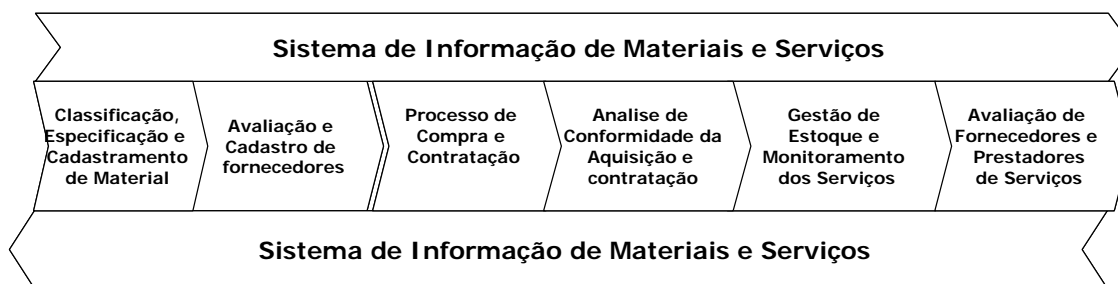 Sistema de Informação de Materiais e Serviços
Classificação,
Especificação e
Cadastramento
de Material
Avaliação e
Cadastro de
fornecedores
Processo de
Compra e
Contratação
Analise de
Conformidade da
Aquisição e
contratação
Gestão de
Estoque e
Monitoramento
dos Serviços
Avaliação de
Fornecedores e
Prestadores
de Serviços
Sistema de Informação de Materiais e Serviços